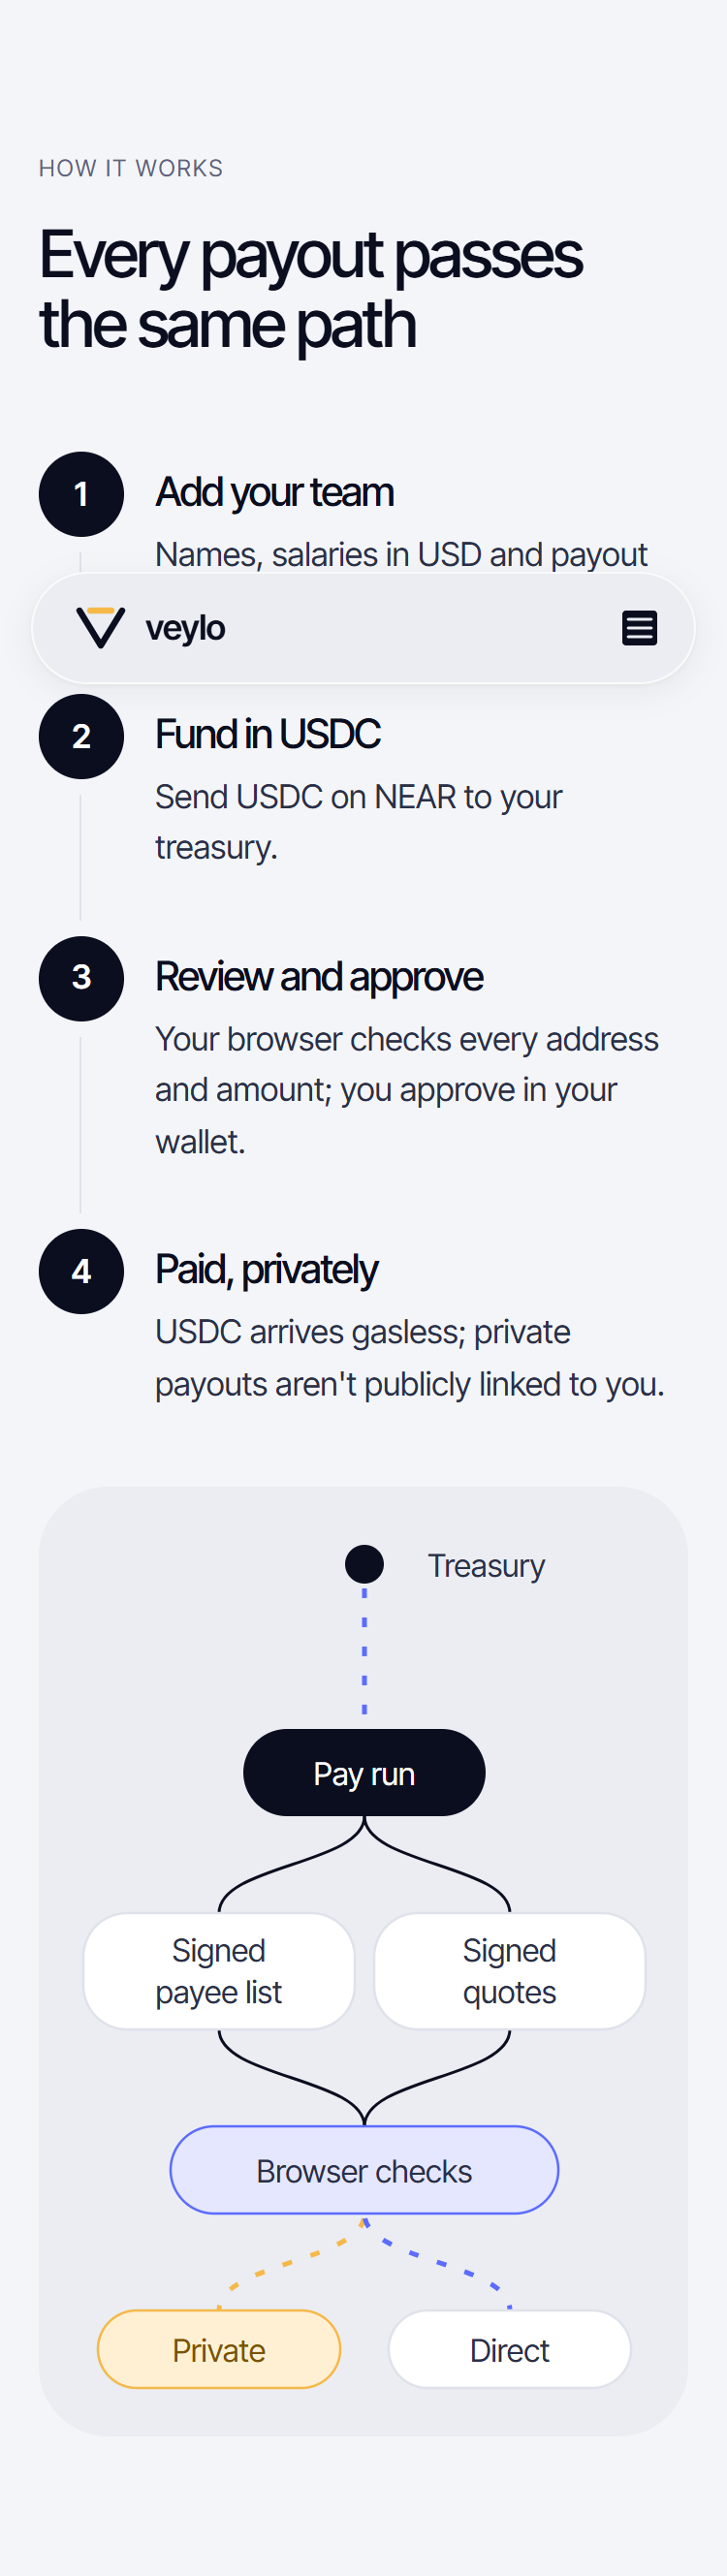 HOW IT WORKS
Every payout passes
the same path
1
Add your team
Names, salaries in USD and payout
veylo
2
Fund in USDC
Send USDC on NEAR to your
treasury.
3
Review and approve
Your browser checks every address
and amount; you approve in your
wallet.
4
Paid, privately
USDC arrives gasless; private
payouts aren't publicly linked to you.
Treasury
Pay run
Signed
payee list
Signed
quotes
Browser checks
Private
Direct